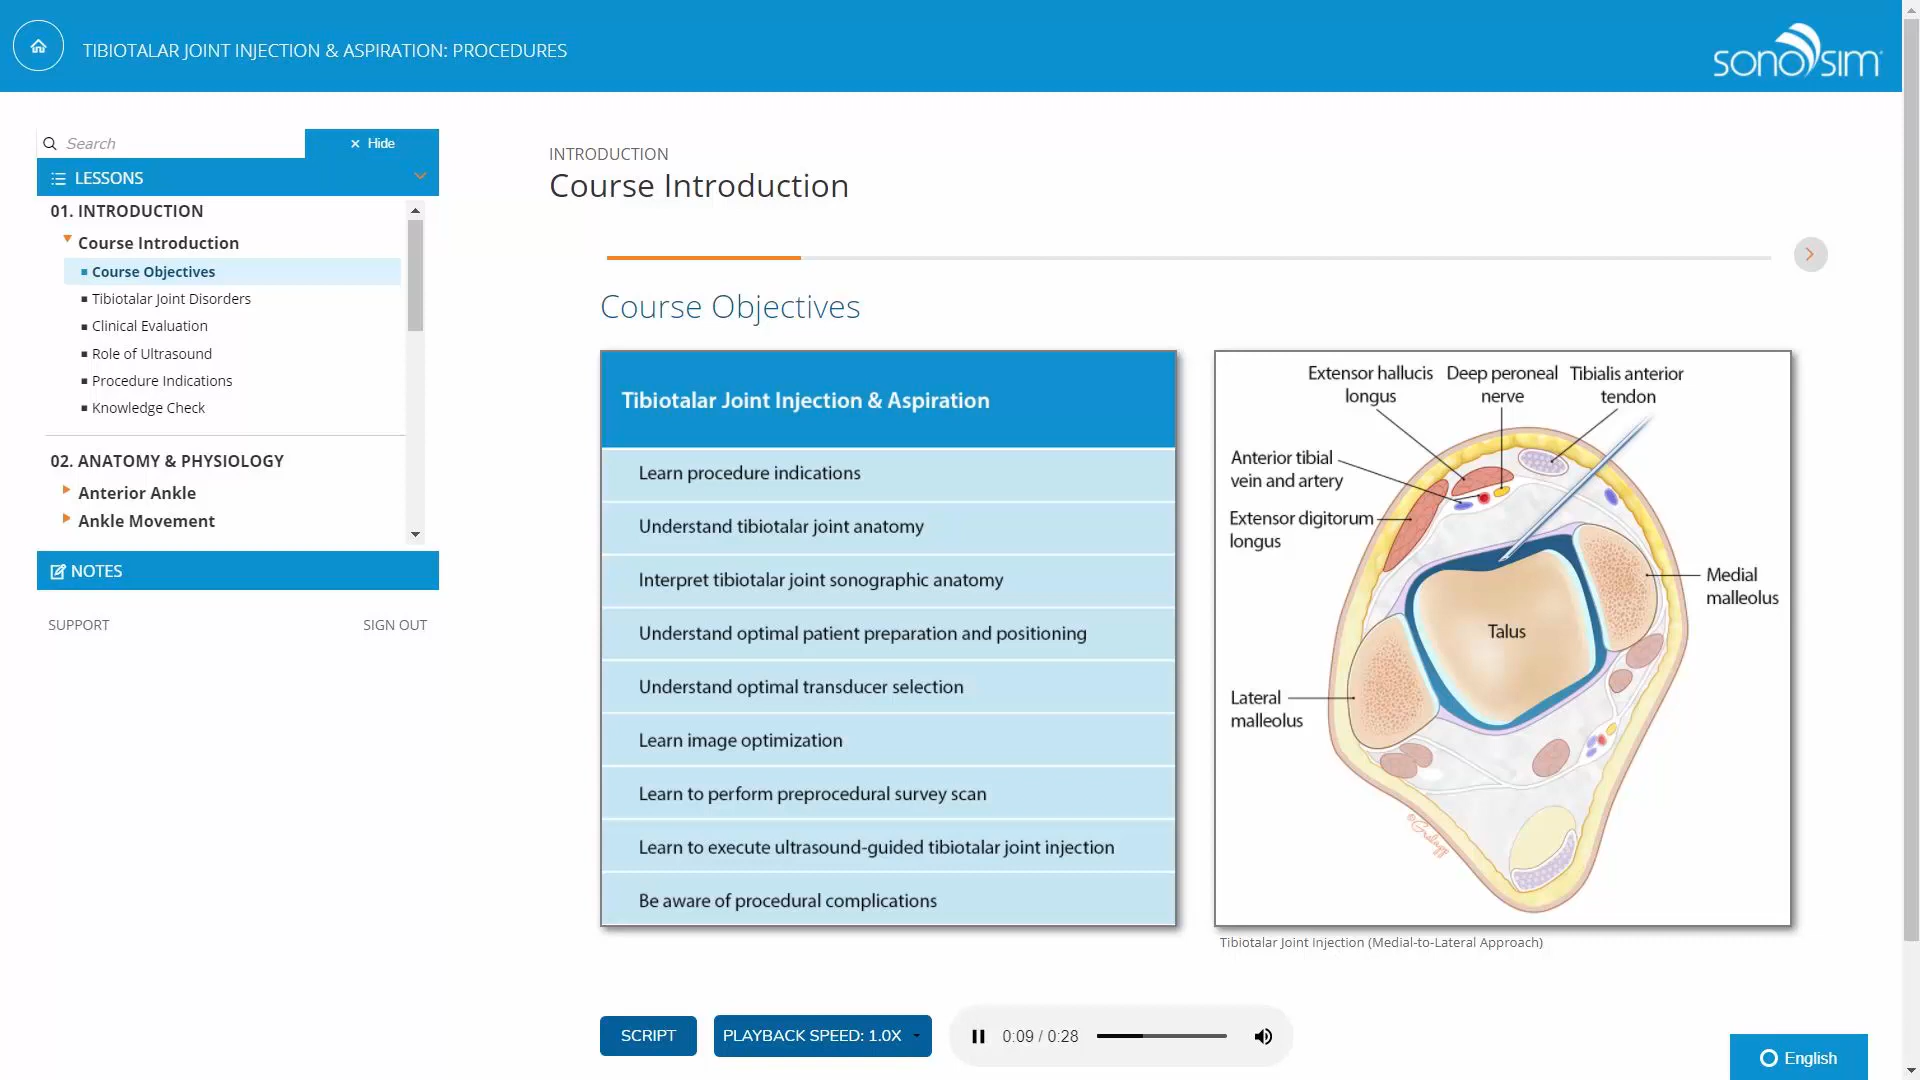 TIBIOTALAR JOINT INJECTION & ASPIRATION: PROCEDURES
sonosim
Search
Hide
LESSONS
01. INTRODUCTION
Course Introduction
Course Objectives
Tibiotalar Joint Disorders
Clinical Evaluation
Role of Ultrasound
Procedure Indications
Knowledge Check
02. ANATOMY & PHYSIOLOGY
Anterior Ankle
Ankle Movement
NOTES
SUPPORT
SIGN OUT
INTRODUCTION
Course Introduction
Course Objectives
Tibiotalar Joint Injection & Aspiration
Learn procedure indications
Understand tibiotalar joint anatomy
Interpret tibiotalar joint sonographic anatomy
Understand optimal patient preparation and positioning
Understand optimal transducer selection
Learn image optimization
Learn to perform preprocedural survey scan
Learn to execute ultrasound-guided tibiotalar joint injection
Be aware of procedural complications
Extensor hallucis
longus
Deep peroneal
nerve
Tibialis anterior
tendon
Anterior tibial
vein and artery
Extensor digitorum
longus
Medial
malleolus
Talus
Lateral
malleolus
Tibiotalar Joint Injection (Medial-to-Lateral Approach)
SCRIPT
PLAYBACK SPEED: 1.0X
0:09 / 0:28
English